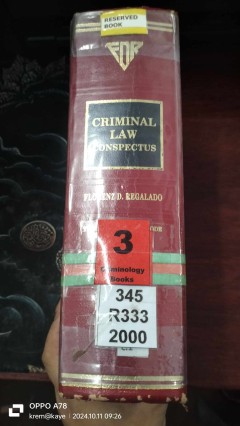 RESERVED
BOOK
CRIMINAL
LAW
CONSPECTUS
FLORENZ D. REGALADO
3
Criminology
Books
345
R333
2000
OPPO A78
krem@kaye | 2024.10.11 09:26